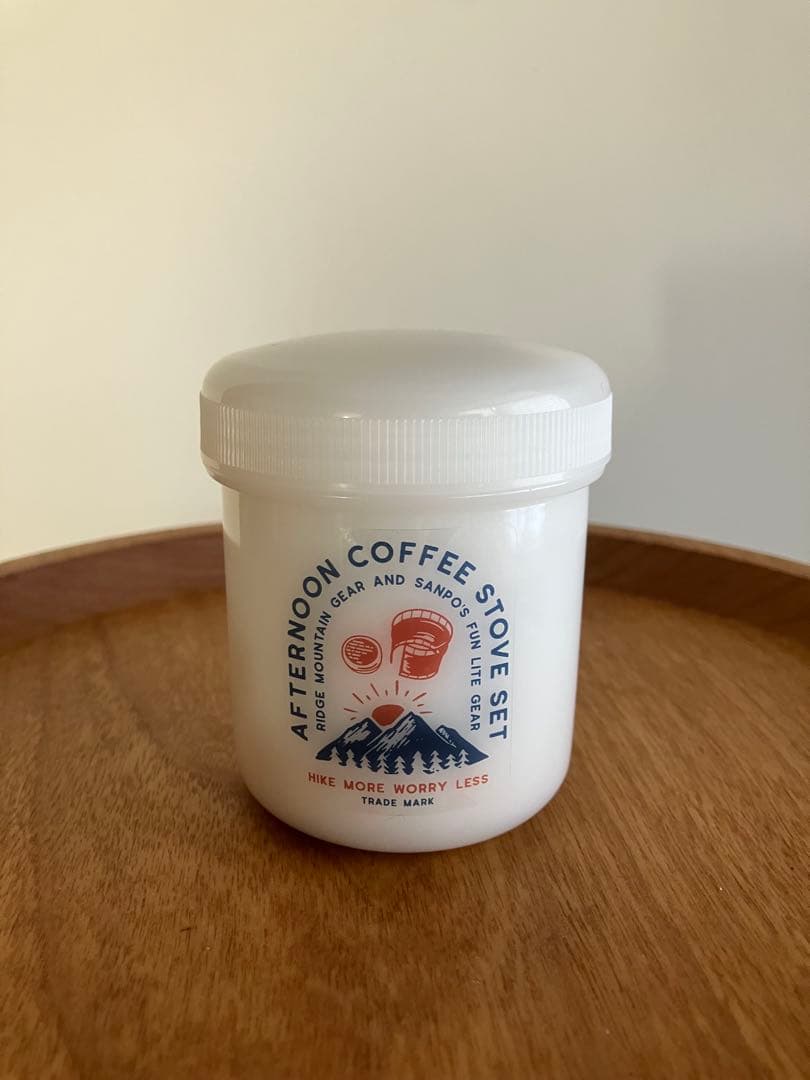 AFTERNOON COFFEE STOVE SET
RIDGE MOUNTAIN GEAR AND SANPO'S FUN LITE GEAR
HIKE MORE WORRY LESS
TRADE MARK